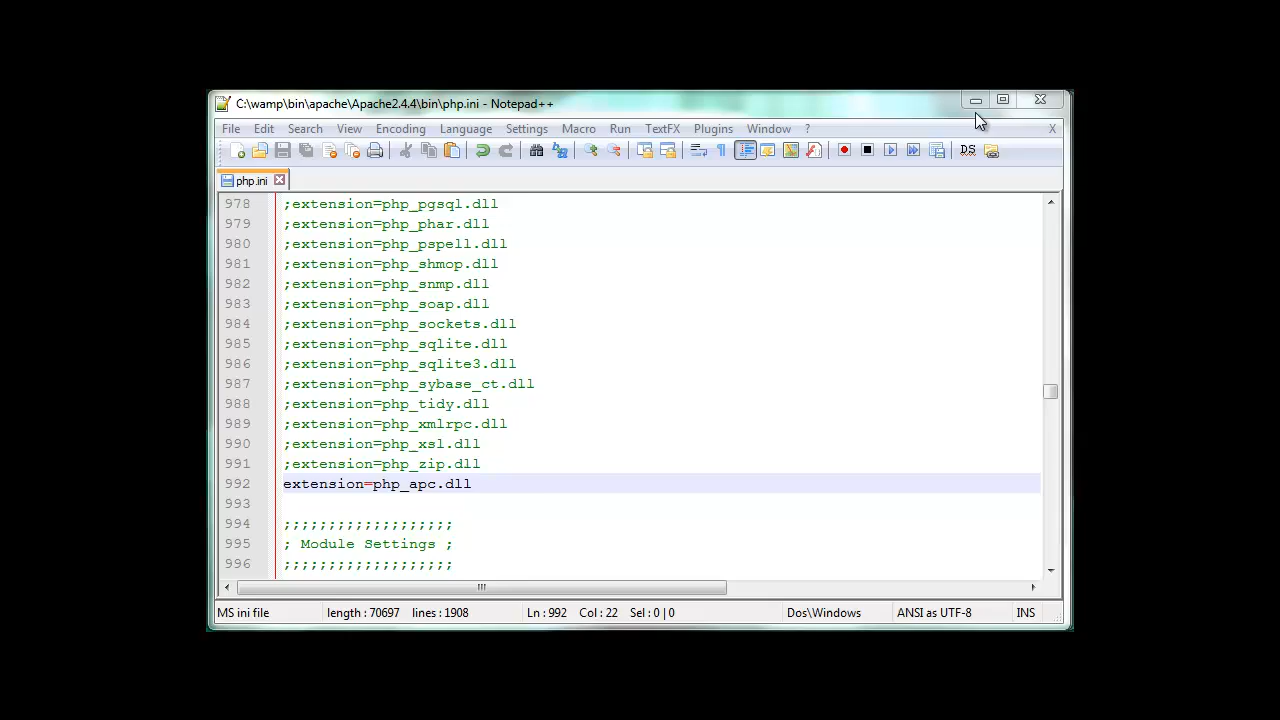 C:\wamp\bin\apache\Apache2.4.4\bin\php.ini - Notepad++
File Edit Search View Encoding Language Settings Macro Run TextFX Plugins Window ? X
php.ini
978 ;extension=php_pgsql.dll
979 ;extension=php_phar.dll
980 ;extension=php_pspell.dll
981 ;extension=php_shmop.dll
982 ;extension=php_snmp.dll
983 ;extension=php_soap.dll
984 ;extension=php_sockets.dll
985 ;extension=php_sqlite.dll
986 ;extension=php_sqlite3.dll
987 ;extension=php_sybase_ct.dll
988 ;extension=php_tidy.dll
989 ;extension=php_xmlrpc.dll
990 ;extension=php_xsl.dll
991 ;extension=php_zip.dll
992 extension=php_apc.dll
993
994 ;;;;;;;;;;;;;;;;;;;
995 ; Module Settings ;
996 ;;;;;;;;;;;;;;;;;;;
MS ini file length : 70697 lines : 1908 Ln : 992 Col : 22 Sel : 0 | 0 Dos\Windows ANSI as UTF-8 INS